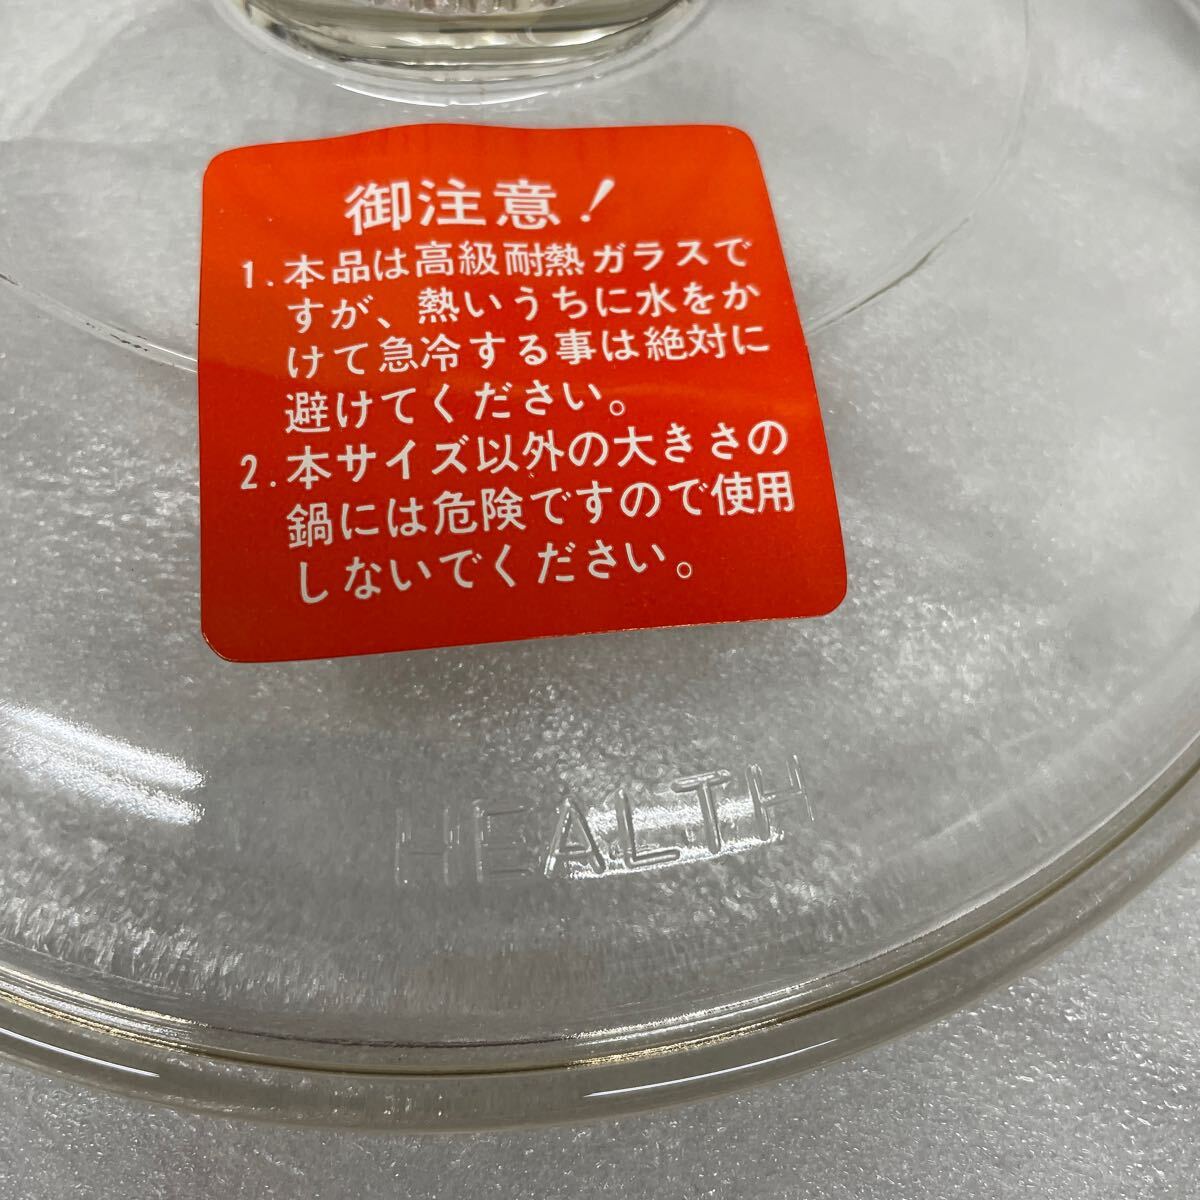 御注意！
1. 本品は高級耐熱ガラスで
すが、熱いうちに水をか
けて急冷する事は絶対に
避けてください。
2. 本サイズ以外の大きさの
鍋には危険ですので使用
しないでください。
HEALTH